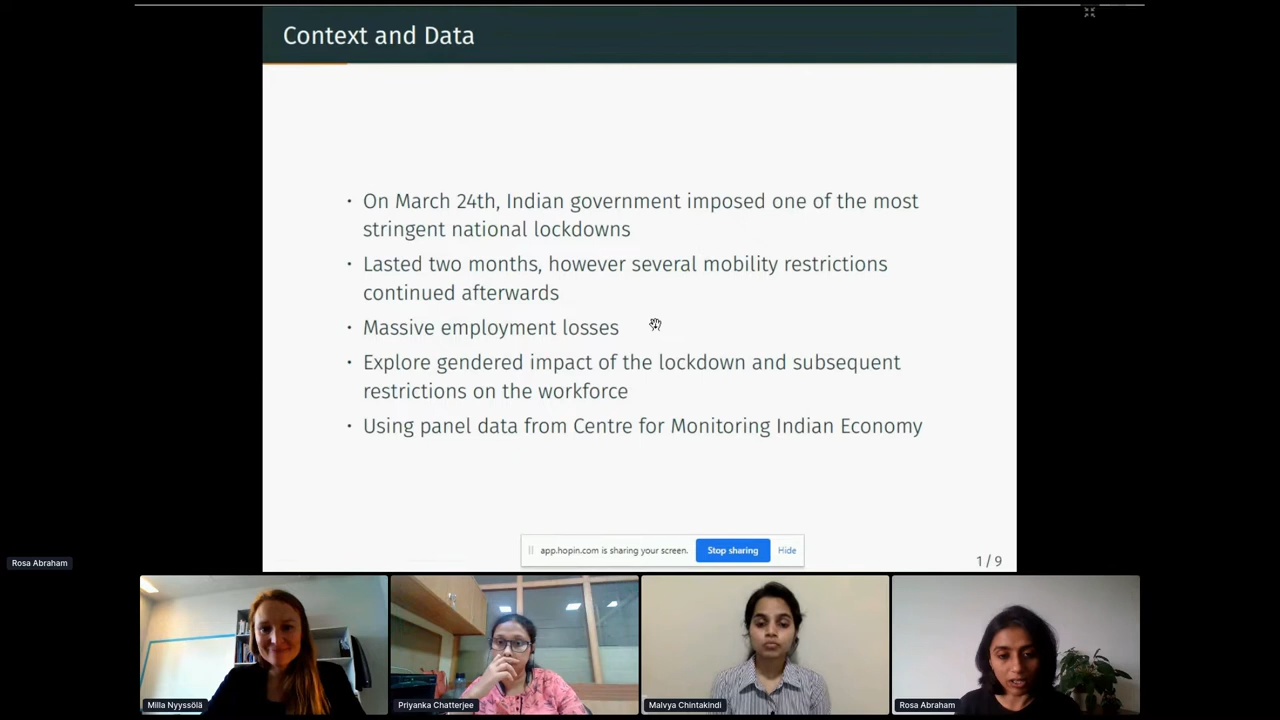 Context and Data
• On March 24th, Indian government imposed one of the most
stringent national lockdowns
• Lasted two months, however several mobility restrictions
continued afterwards
• Massive employment losses
• Explore gendered impact of the lockdown and subsequent
restrictions on the workforce
• Using panel data from Centre for Monitoring Indian Economy
app.hopin.com is sharing your screen.
Stop sharing
Hide
1 / 9
Rosa Abraham
Milla Nyyssölä
Priyanka Chatterjee
Malvya Chintakindi
Rosa Abraham